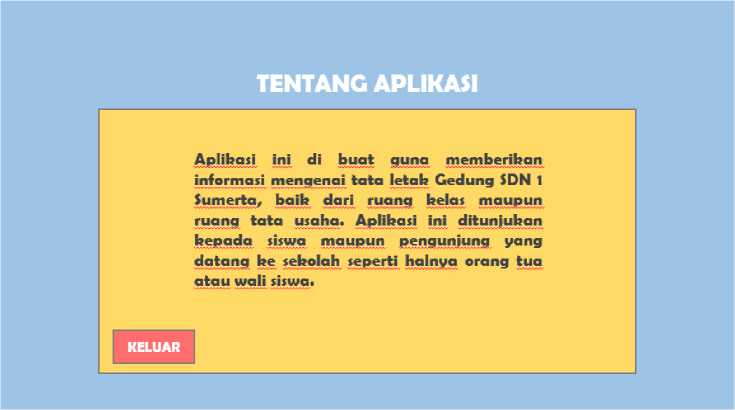 TENTANG APLIKASI
Aplikasi ini di buat guna memberikan
informasi mengenai tata letak Gedung SDN 1
Sumerta, baik dari ruang kelas maupun
ruang tata usaha. Aplikasi ini ditunjukan
kepada siswa maupun pengunjung yang
datang ke sekolah seperti halnya orang tua
atau wali siswa.
KELUAR